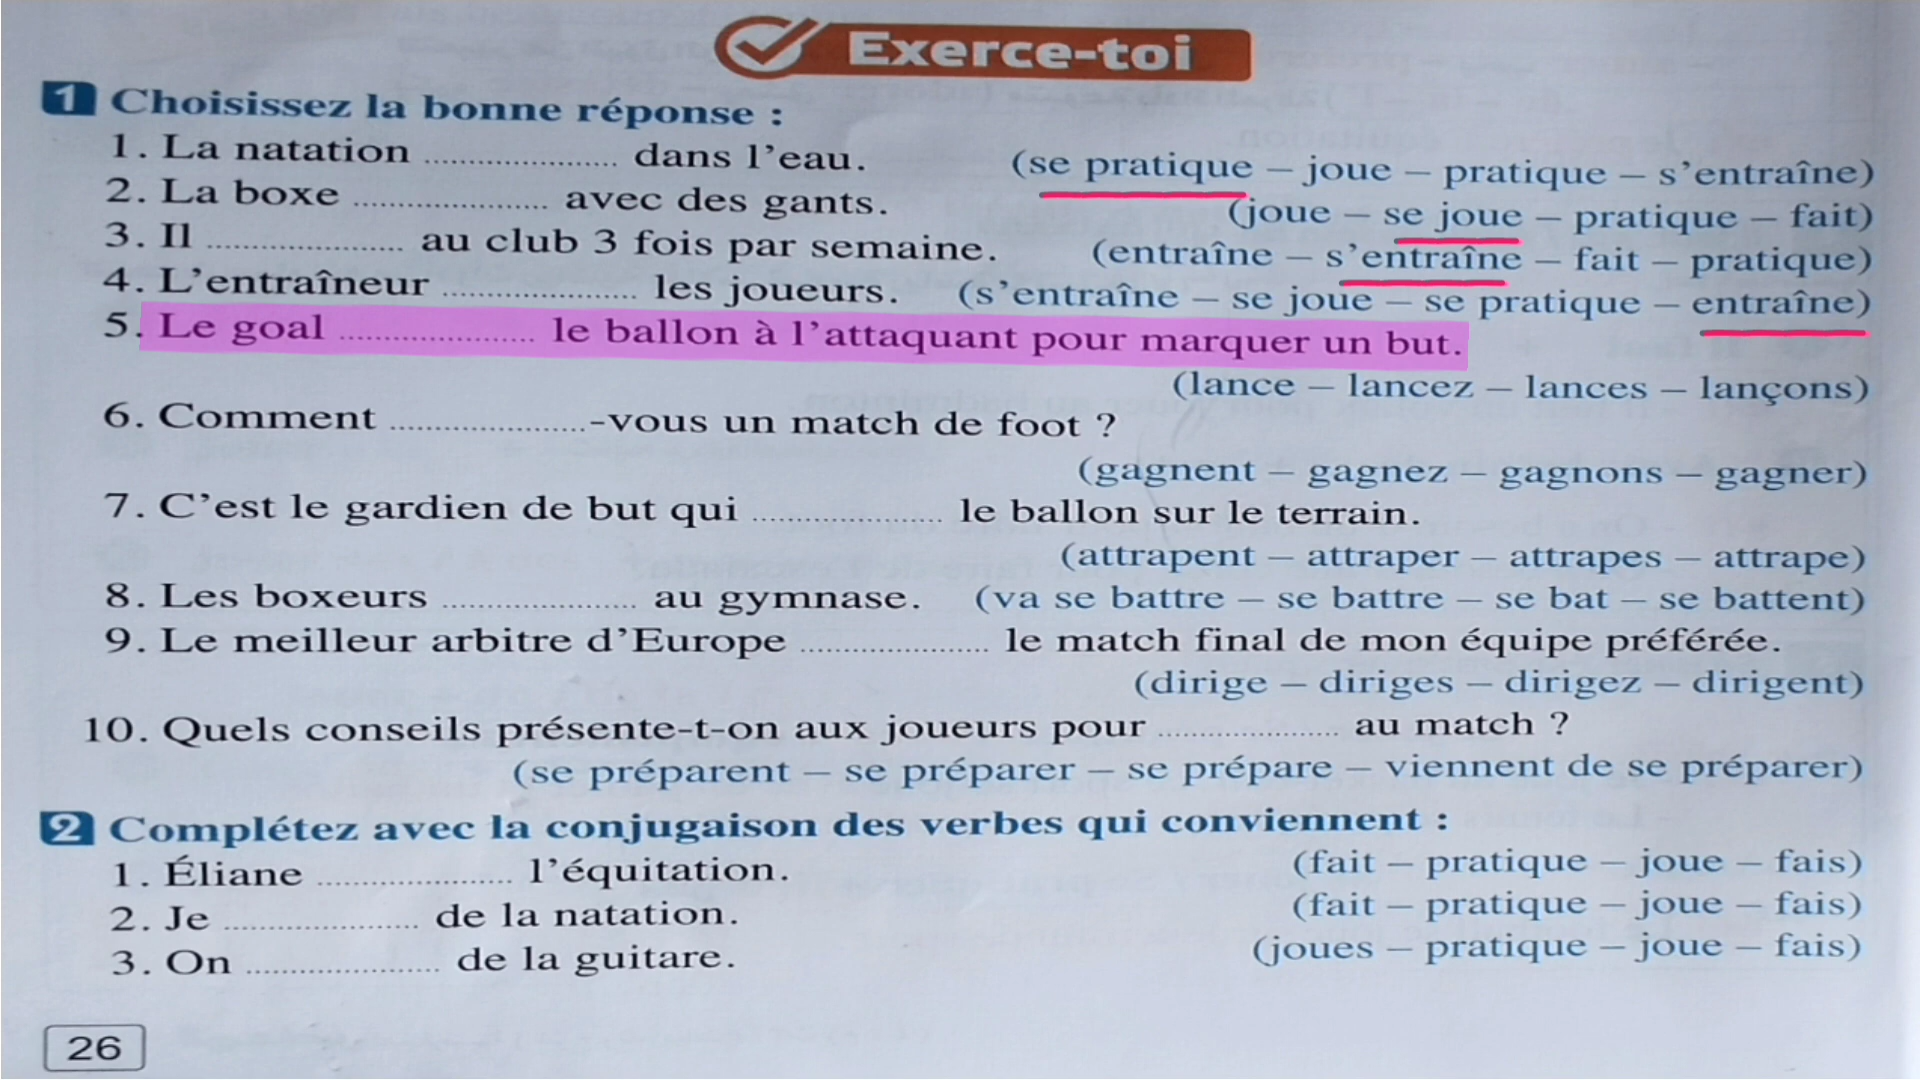 Exerce-toi
1 Choisissez la bonne réponse :
1. La natation .................... dans l'eau. (se pratique – joue – pratique – s'entraîne)
2. La boxe .................... avec des gants. (joue – se joue – pratique – fait)
3. Il .................... au club 3 fois par semaine. (entraîne – s'entraîne – fait – pratique)
4. L'entraîneur .................... les joueurs. (s'entraîne – se joue – se pratique – entraîne)
5. Le goal .................... le ballon à l'attaquant pour marquer un but.
(lance – lancez – lances – lançons)
6. Comment ....................-vous un match de foot ?
(gagnent – gagnez – gagnons – gagner)
7. C'est le gardien de but qui .................... le ballon sur le terrain.
(attrapent – attraper – attrapes – attrape)
8. Les boxeurs .................... au gymnase. (va se battre – se battre – se bat – se battent)
9. Le meilleur arbitre d'Europe .................... le match final de mon équipe préférée.
(dirige – diriges – dirigez – dirigent)
10. Quels conseils présente-t-on aux joueurs pour .................... au match ?
(se préparent – se préparer – se prépare – viennent de se préparer)
2 Complétez avec la conjugaison des verbes qui conviennent :
1. Éliane .................... l'équitation. (fait – pratique – joue – fais)
2. Je .................... de la natation. (fait – pratique – joue – fais)
3. On .................... de la guitare. (joues – pratique – joue – fais)
26